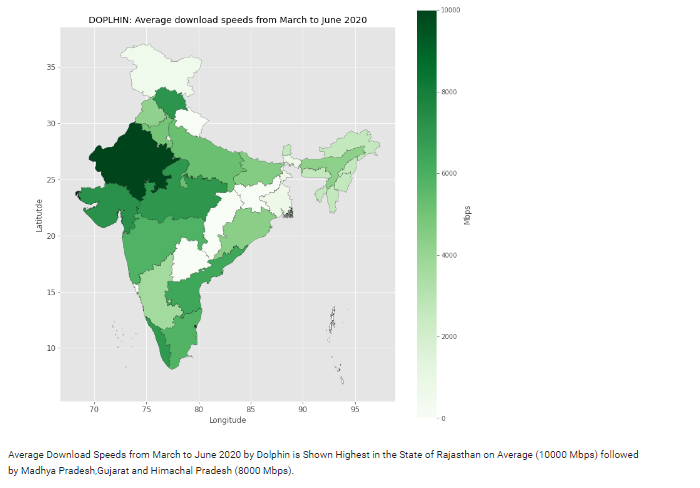 DOPLHIN: Average download speeds from March to June 2020
10000
8000
6000
4000
2000
0
Mbps
35
30
25
20
15
10
Latitutde
70 75 80 85 90 95
Longitude
Average Download Speeds from March to June 2020 by Dolphin is Shown Highest in the State of Rajasthan on Average (10000 Mbps) followed
by Madhya Pradesh,Gujarat and Himachal Pradesh (8000 Mbps).